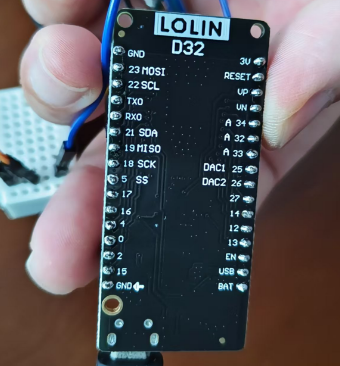 LOLIN
D32
GND
23 MOSI
22 SCL
TX0
RX0
21 SDA
19 MISO
18 SCK
5 SS
17
16
4
0
2
15
GND
3V
RESET
VP
VN
A 34
A 32
A 33
DAC1 25
DAC2 26
27
14
12
13
EN
USB
BAT